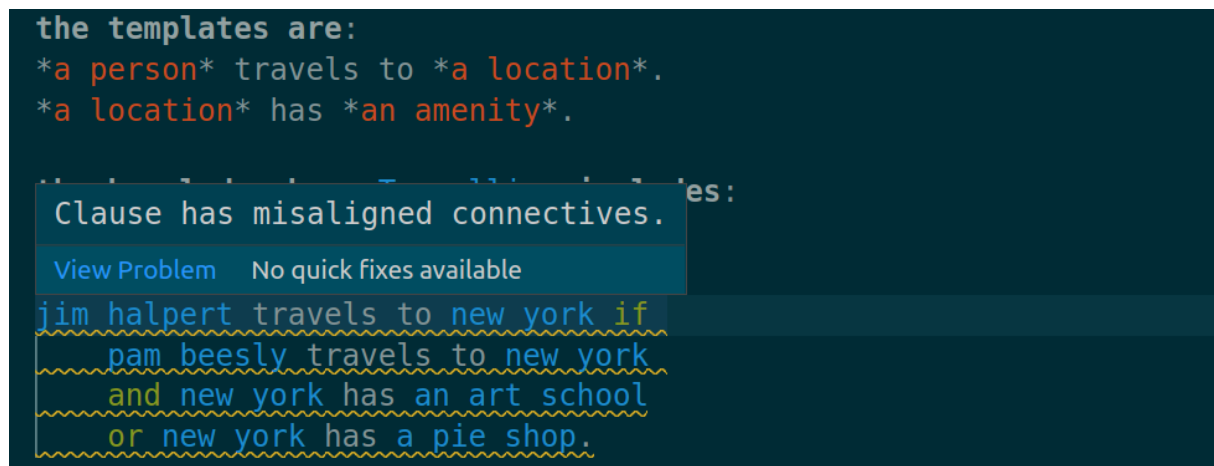 the templates are:
*a person* travels to *a location*.
*a location* has *an amenity*.
es:
Clause has misaligned connectives.
View Problem No quick fixes available
jim halpert travels to new york if
pam beesly travels to new york
and new york has an art school
or new york has a pie shop.